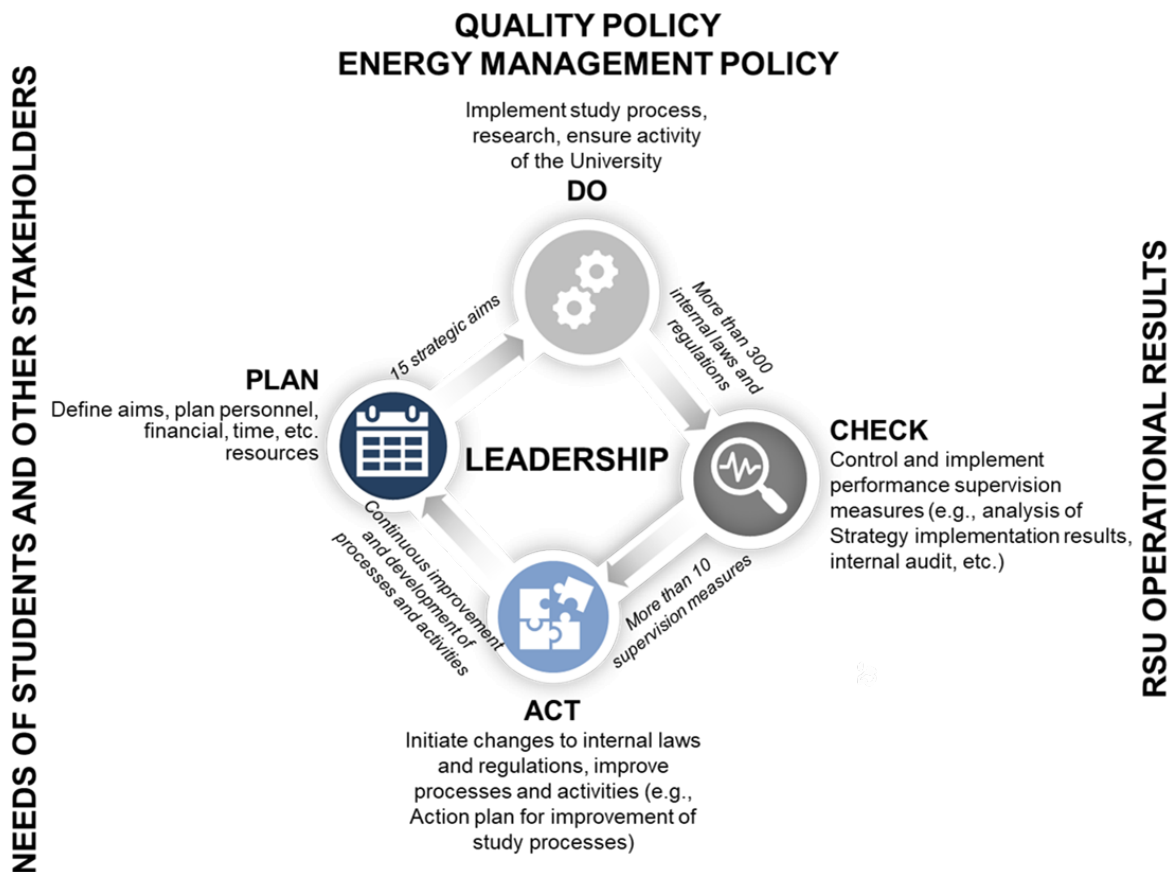 QUALITY POLICY
ENERGY MANAGEMENT POLICY
NEEDS OF STUDENTS AND OTHER STAKEHOLDERS
Implement study process,
research, ensure activity
of the University
DO
15 strategic aims
More than 300
internal laws and
regulations
PLAN
Define aims, plan personnel,
financial, time, etc.
resources
LEADERSHIP
CHECK
Control and implement
performance supervision
measures (e.g., analysis of
Strategy implementation results,
internal audit, etc.)
Continuous improvement
and development of
processes and activities
More than 10
supervision measures
ACT
Initiate changes to internal laws
and regulations, improve
processes and activities (e.g.,
Action plan for improvement of
study processes)
RSU OPERATIONAL RESULTS